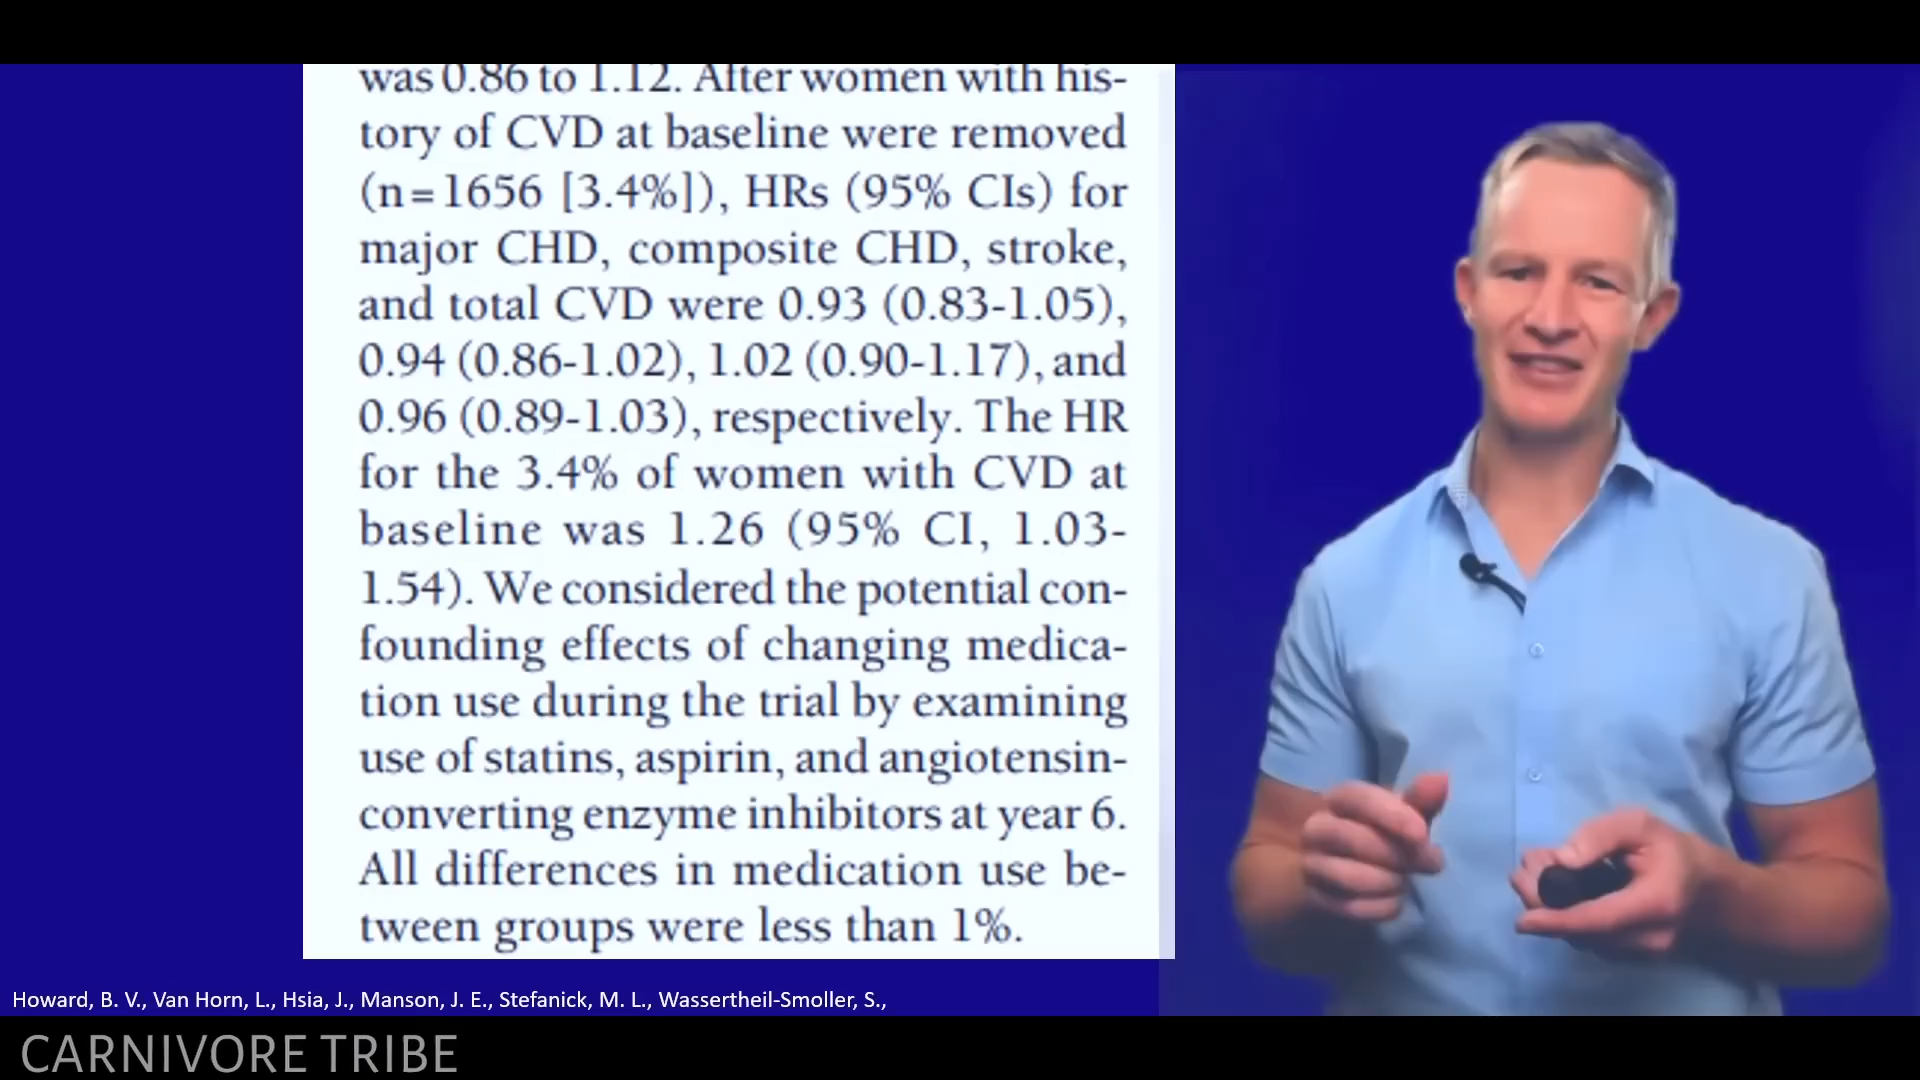 was 0.86 to 1.12. After women with his-
tory of CVD at baseline were removed
(n=1656 [3.4%]), HRs (95% CIs) for
major CHD, composite CHD, stroke,
and total CVD were 0.93 (0.83-1.05),
0.94 (0.86-1.02), 1.02 (0.90-1.17), and
0.96 (0.89-1.03), respectively. The HR
for the 3.4% of women with CVD at
baseline was 1.26 (95% CI, 1.03-
1.54). We considered the potential con-
founding effects of changing medica-
tion use during the trial by examining
use of statins, aspirin, and angiotensin-
converting enzyme inhibitors at year 6.
All differences in medication use be-
tween groups were less than 1%.
Howard, B. V., Van Horn, L., Hsia, J., Manson, J. E., Stefanick, M. L., Wassertheil-Smoller, S.,
CARNIVORE TRIBE